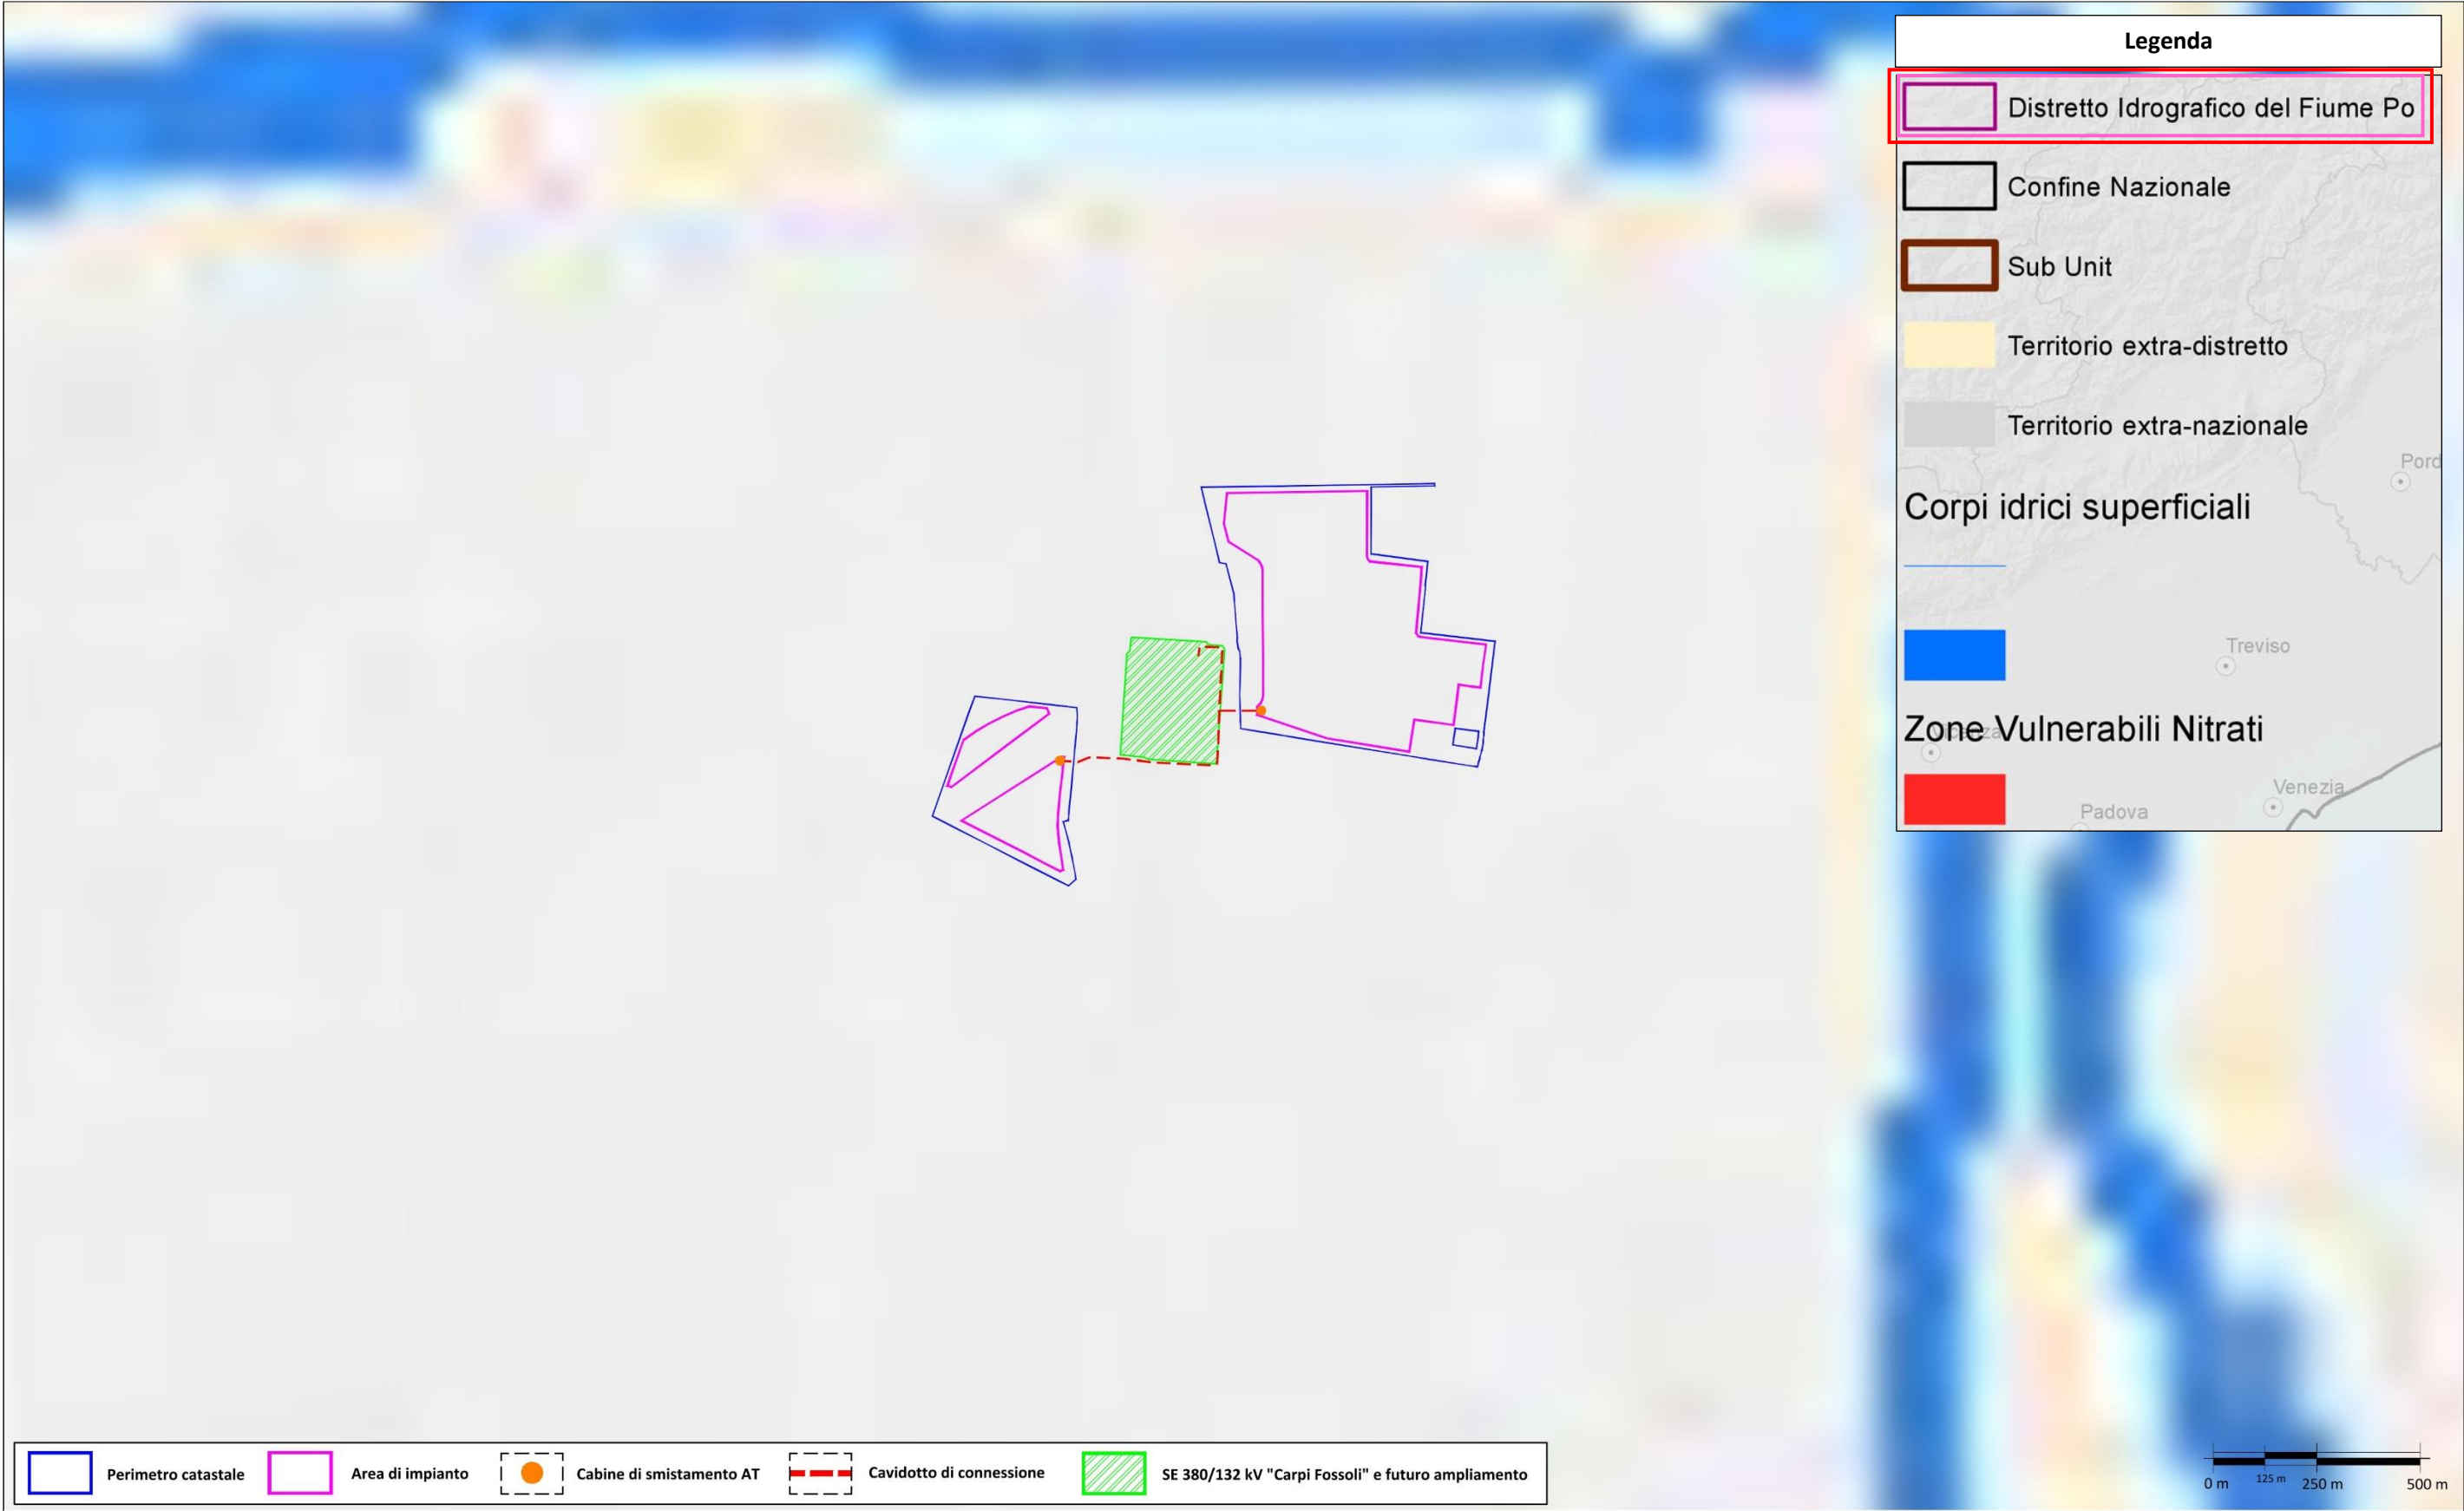 Legenda
Distretto Idrografico del Fiume Po
Confine Nazionale
Sub Unit
Territorio extra-distretto
Territorio extra-nazionale
Pord
Corpi idrici superficiali
Treviso
Zone Vulnerabili Nitrati
Vicenza
Venezia
Padova
Perimetro catastale
Area di impianto
Cabine di smistamento AT
Cavidotto di connessione
SE 380/132 kV "Carpi Fossoli" e futuro ampliamento
0 m 125 m 250 m 500 m